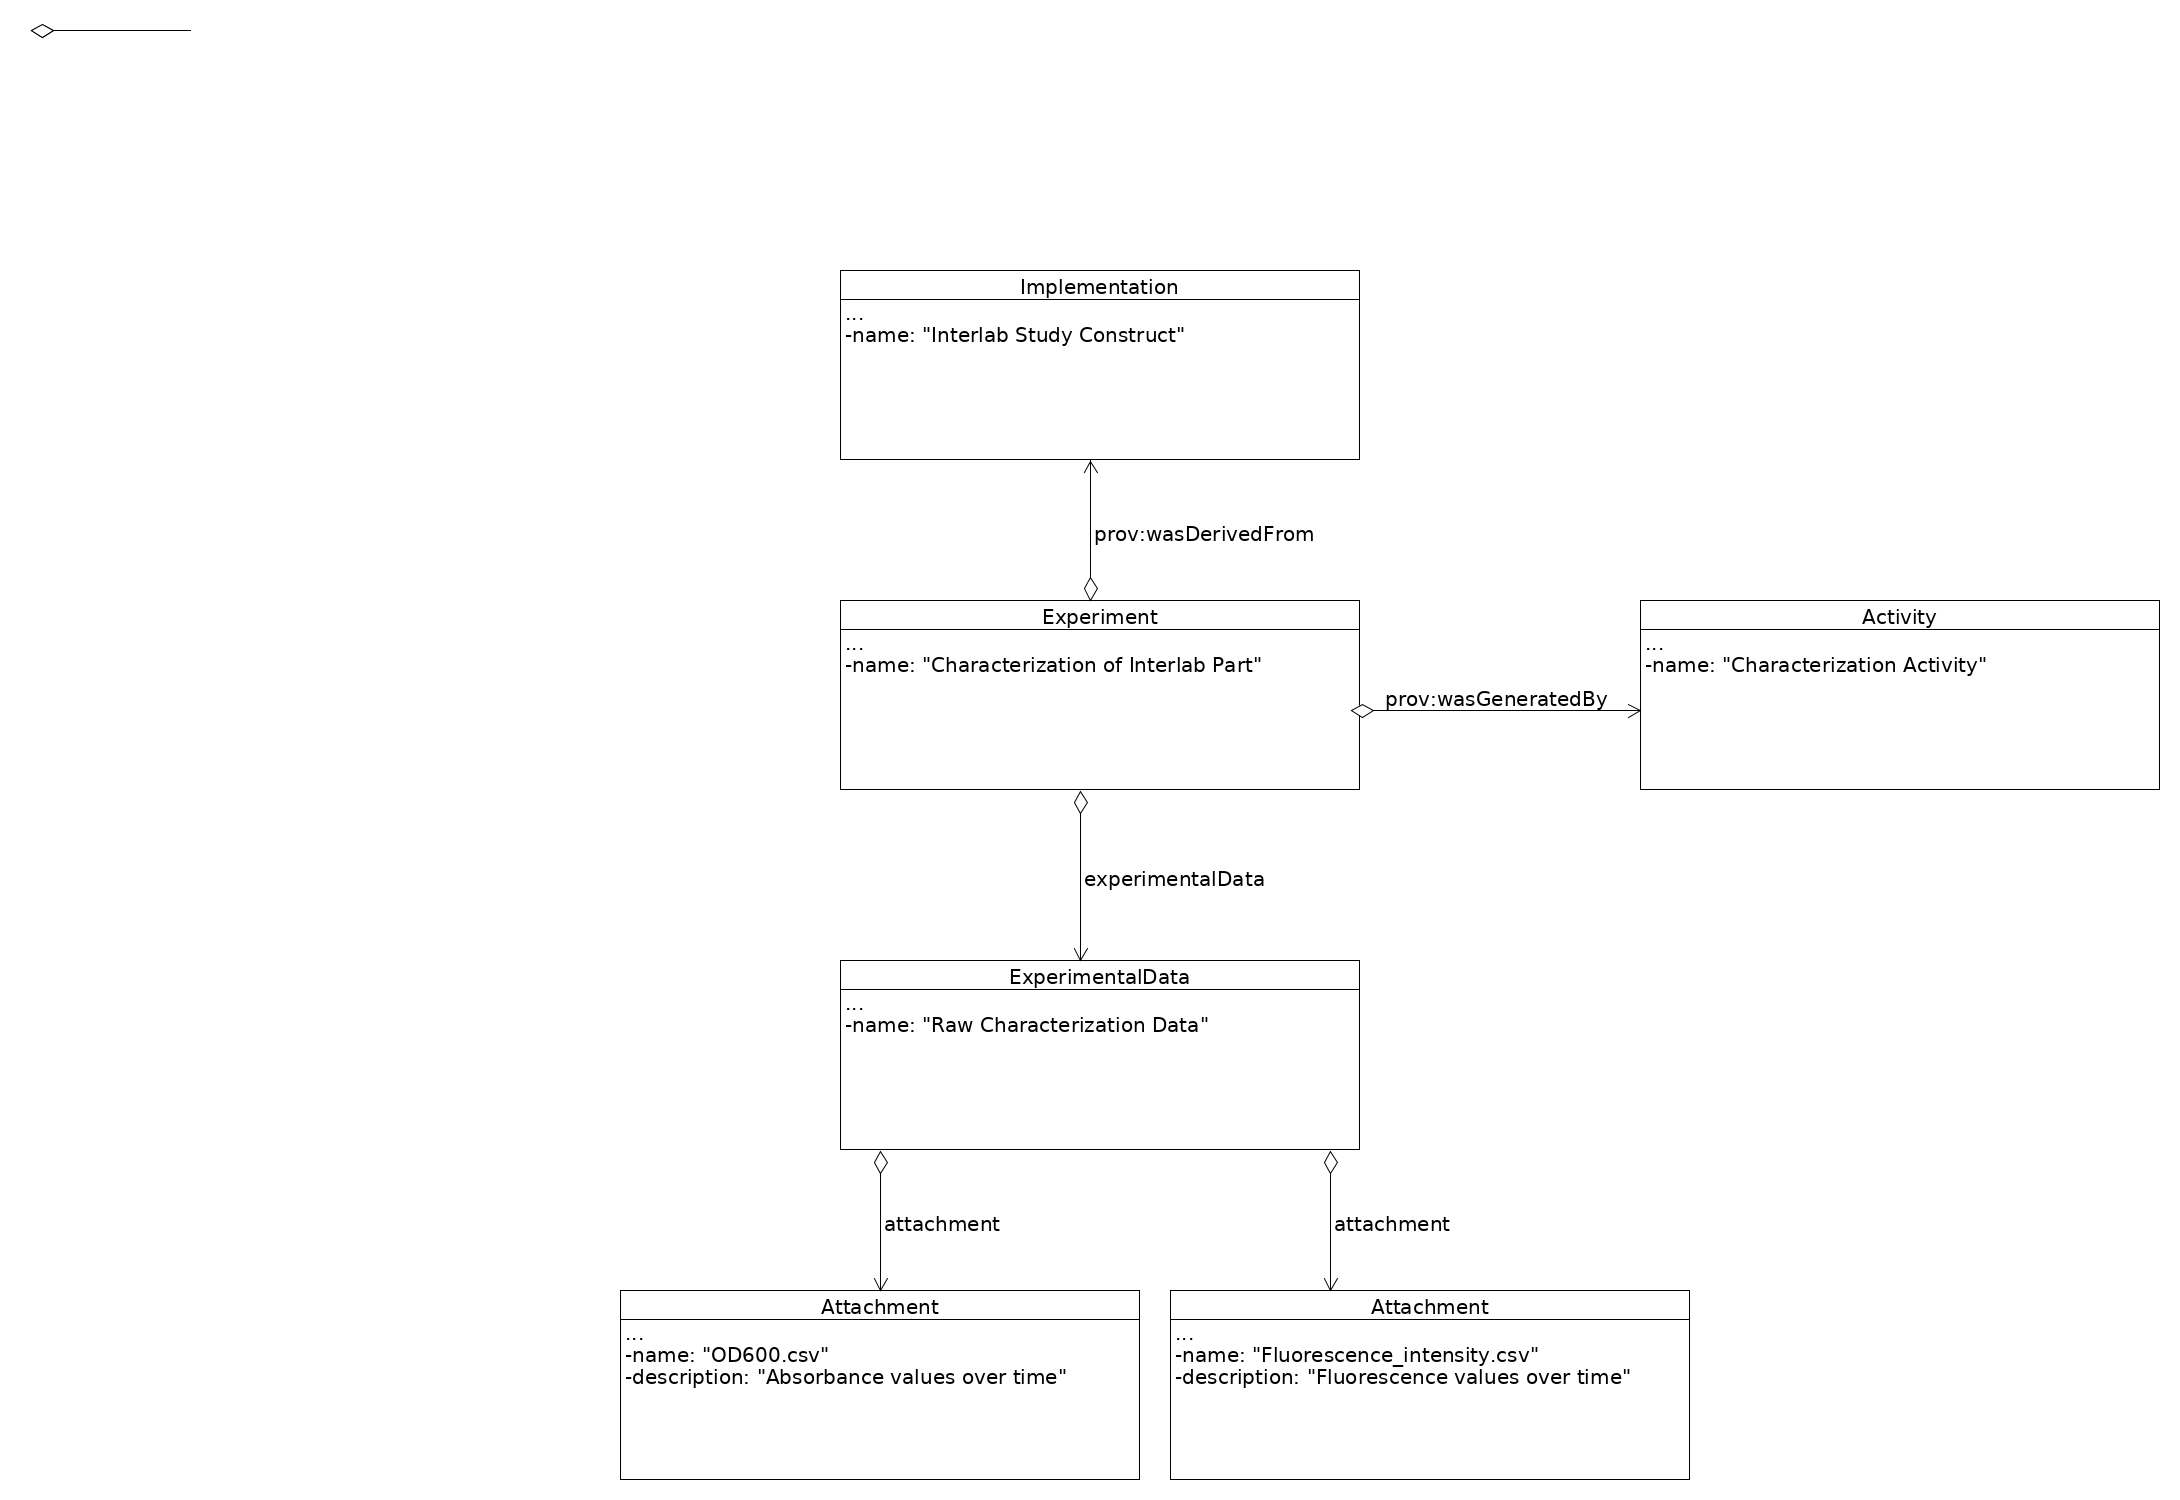 Implementation
...
-name: "Interlab Study Construct"
prov:wasDerivedFrom
Experiment
...
-name: "Characterization of Interlab Part"
prov:wasGeneratedBy
Activity
...
-name: "Characterization Activity"
experimentalData
ExperimentalData
...
-name: "Raw Characterization Data"
attachment
attachment
Attachment
...
-name: "OD600.csv"
-description: "Absorbance values over time"
Attachment
...
-name: "Fluorescence_intensity.csv"
-description: "Fluorescence values over time"